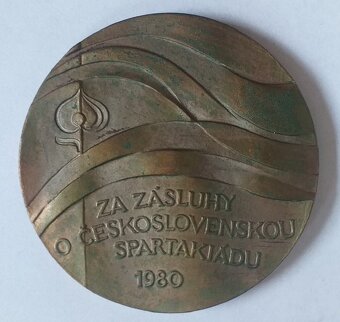 ZA ZÁSLUHY
O ČESKOSLOVENSKOU
SPARTAKIÁDU
1980